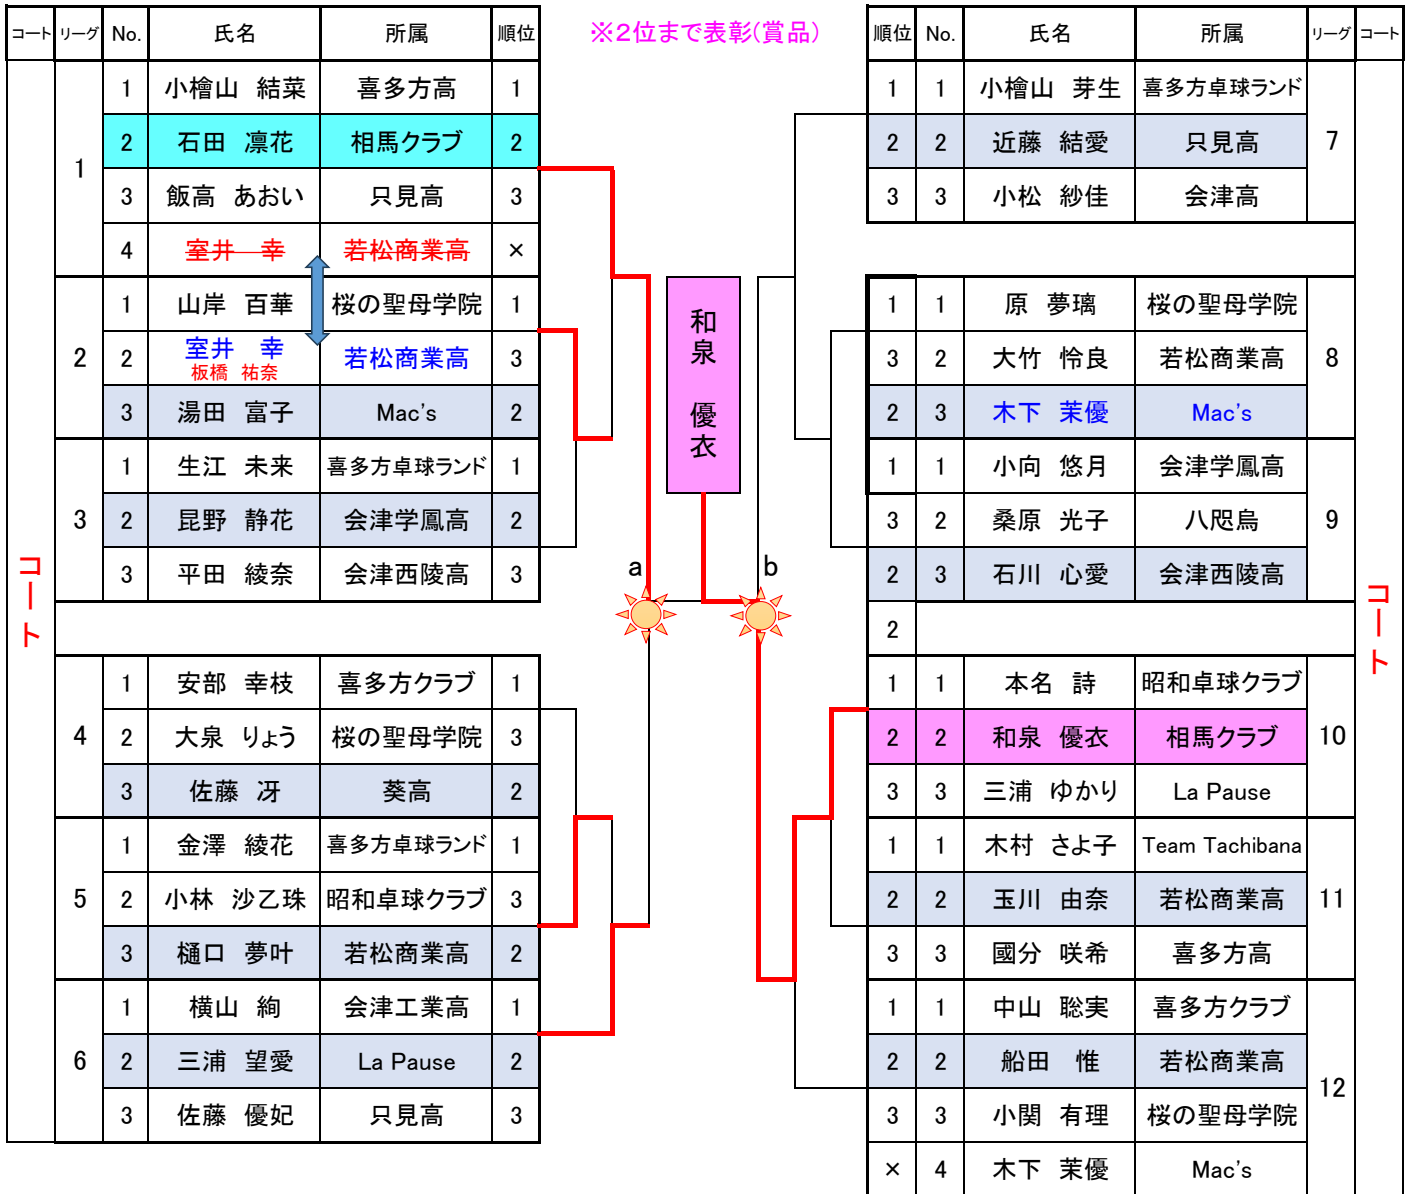 コート リーグ No. 氏名 所属 順位
※2位まで表彰(賞品)
順位 No. 氏名 所属 リーグ コート
コート
1
1 小檜山 結菜 喜多方高 1
2 石田 凛花 相馬クラブ 2
3 飯高 あおい 只見高 3
4 室井 幸 若松商業高 ×
2
1 山岸 百華 桜の聖母学院 1
2 室井 幸 若松商業高 3
板橋 祐奈
3 湯田 富子 Mac's 2
3
1 生江 未来 喜多方卓球ランド 1
2 昆野 静花 会津学鳳高 2
3 平田 綾奈 会津西陵高 3
4
1 安部 幸枝 喜多方クラブ 1
2 大泉 りょう 桜の聖母学院 3
3 佐藤 冴 葵高 2
5
1 金澤 綾花 喜多方卓球ランド 1
2 小林 沙乙珠 昭和卓球クラブ 3
3 樋口 夢叶 若松商業高 2
6
1 横山 絢 会津工業高 1
2 三浦 望愛 La Pause 2
3 佐藤 優妃 只見高 3
和泉 優衣
a
b
1 1 小檜山 芽生 喜多方卓球ランド
2 2 近藤 結愛 只見高
3 3 小松 紗佳 会津高
7
1 1 原 夢璃 桜の聖母学院
3 2 大竹 怜良 若松商業高
2 3 木下 茉優 Mac's
8
1 1 小向 悠月 会津学鳳高
3 2 桑原 光子 八咫烏
2 3 石川 心愛 会津西陵高
9
2
1 1 本名 詩 昭和卓球クラブ
2 2 和泉 優衣 相馬クラブ
3 3 三浦 ゆかり La Pause
10
1 1 木村 さよ子 Team Tachibana
2 2 玉川 由奈 若松商業高
3 3 國分 咲希 喜多方高
11
1 1 中山 聡実 喜多方クラブ
2 2 船田 惟 若松商業高
3 3 小関 有理 桜の聖母学院
× 4 木下 茉優 Mac's
12
コート